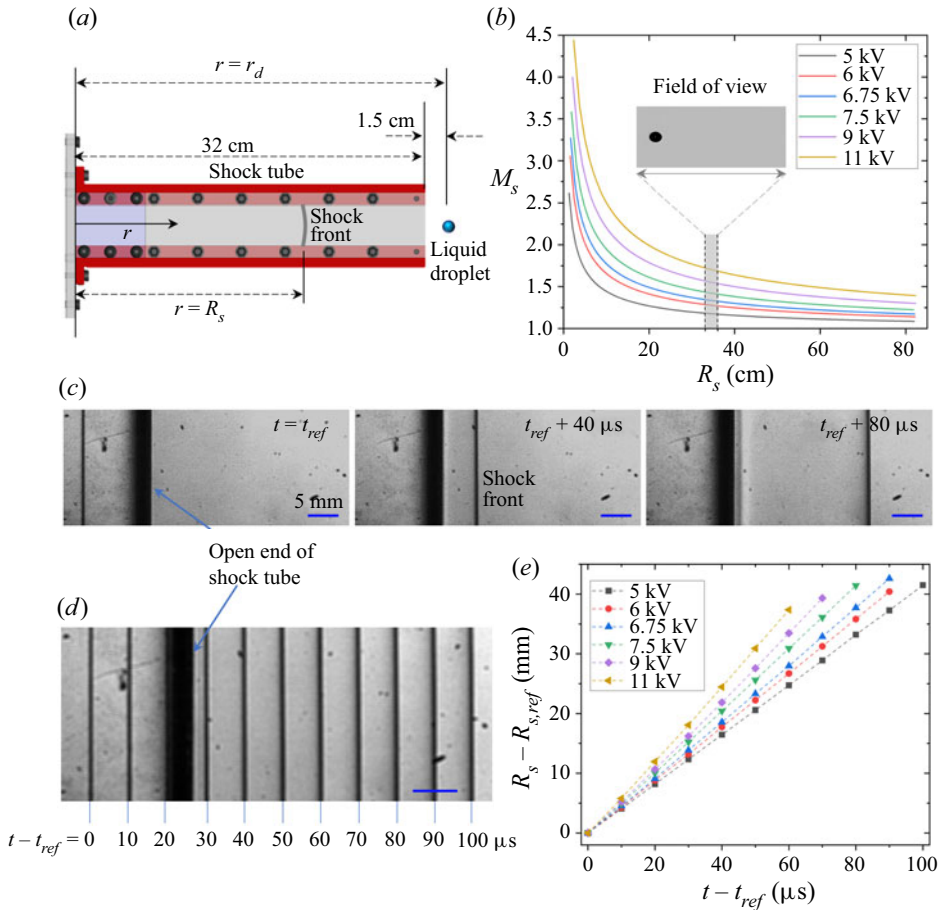 (a)
r = r_d
1.5 cm
32 cm
Shock tube
r
Shock
front
Liquid
droplet
r = R_s
(b)
4.5
4.0
3.5
3.0
2.5
2.0
1.5
1.0
M_s
Field of view
5 kV
6 kV
6.75 kV
7.5 kV
9 kV
11 kV
0
20
40
60
80
R_s (cm)
(c)
t = t_ref
5 mm
t_ref + 40 μs
Shock
front
t_ref + 80 μs
Open end of
shock tube
(d)
t – t_ref = 0 10 20 30 40 50 60 70 80 90 100 μs
(e)
5 kV
6 kV
6.75 kV
7.5 kV
9 kV
11 kV
40
30
20
10
0
R_s – R_s,ref (mm)
0 20 40 60 80 100
t – t_ref (μs)